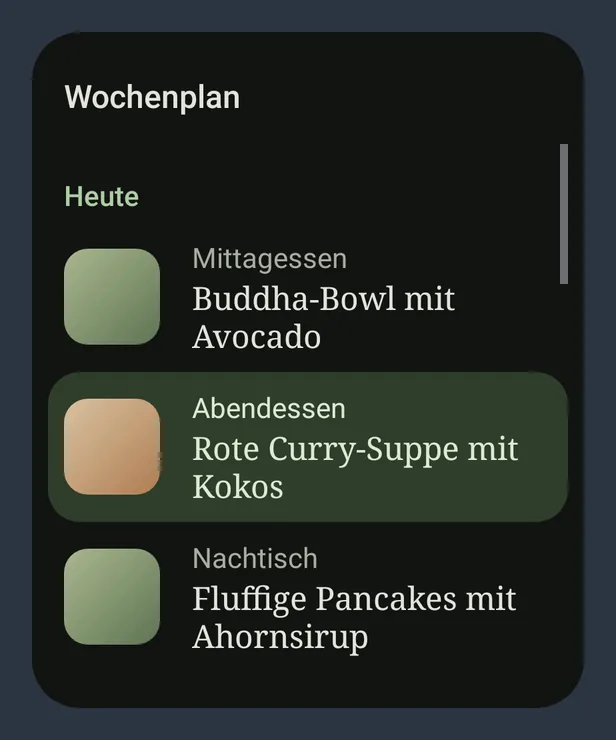 Wochenplan
Heute
Mittagessen
Buddha-Bowl mit
Avocado
Abendessen
Rote Curry-Suppe mit
Kokos
Nachtisch
Fluffige Pancakes mit
Ahornsirup